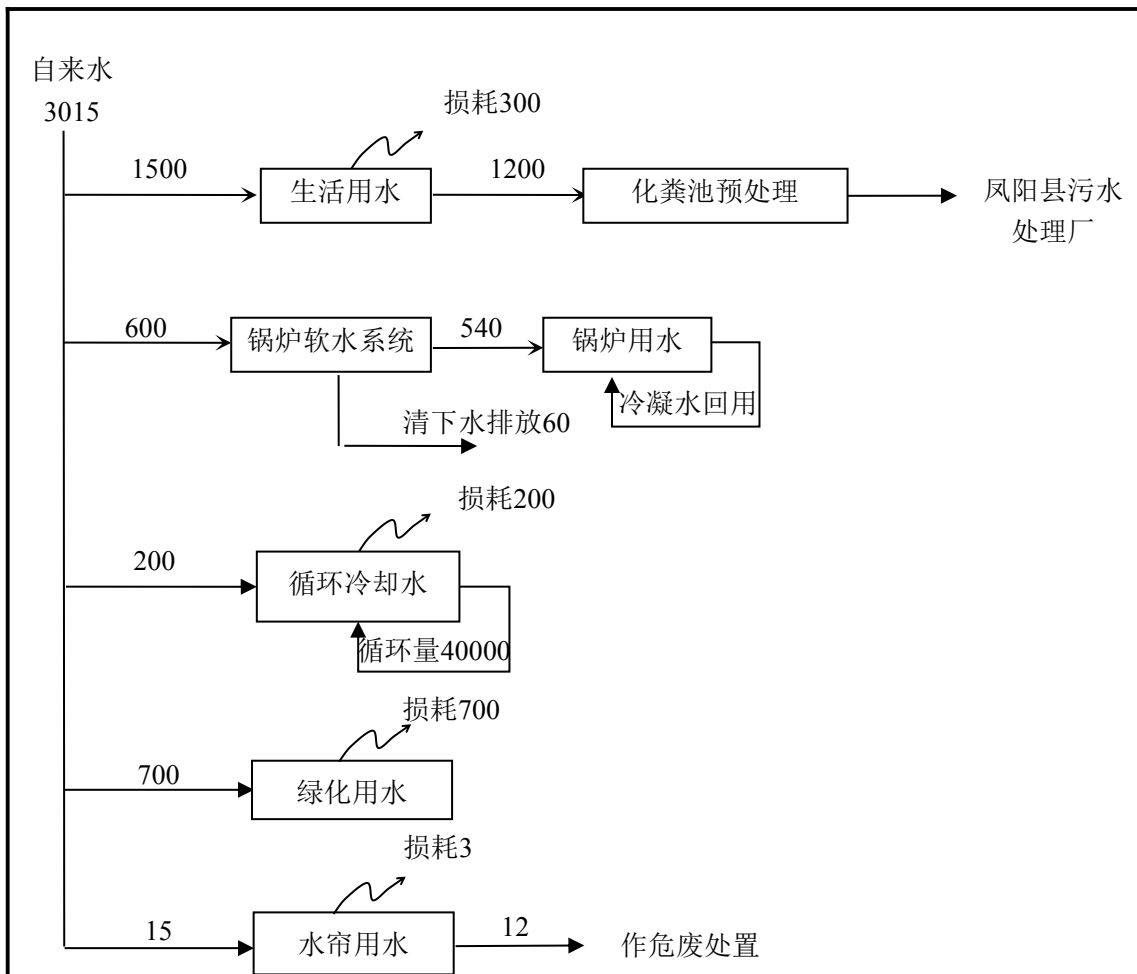 自来水
3015
损耗300
1500
生活用水
1200
化粪池预处理
凤阳县污水
处理厂
600
锅炉软水系统
540
锅炉用水
冷凝水回用
清下水排放60
损耗200
200
循环冷却水
循环量40000
损耗700
700
绿化用水
损耗3
15
水帘用水
12
作危废处置